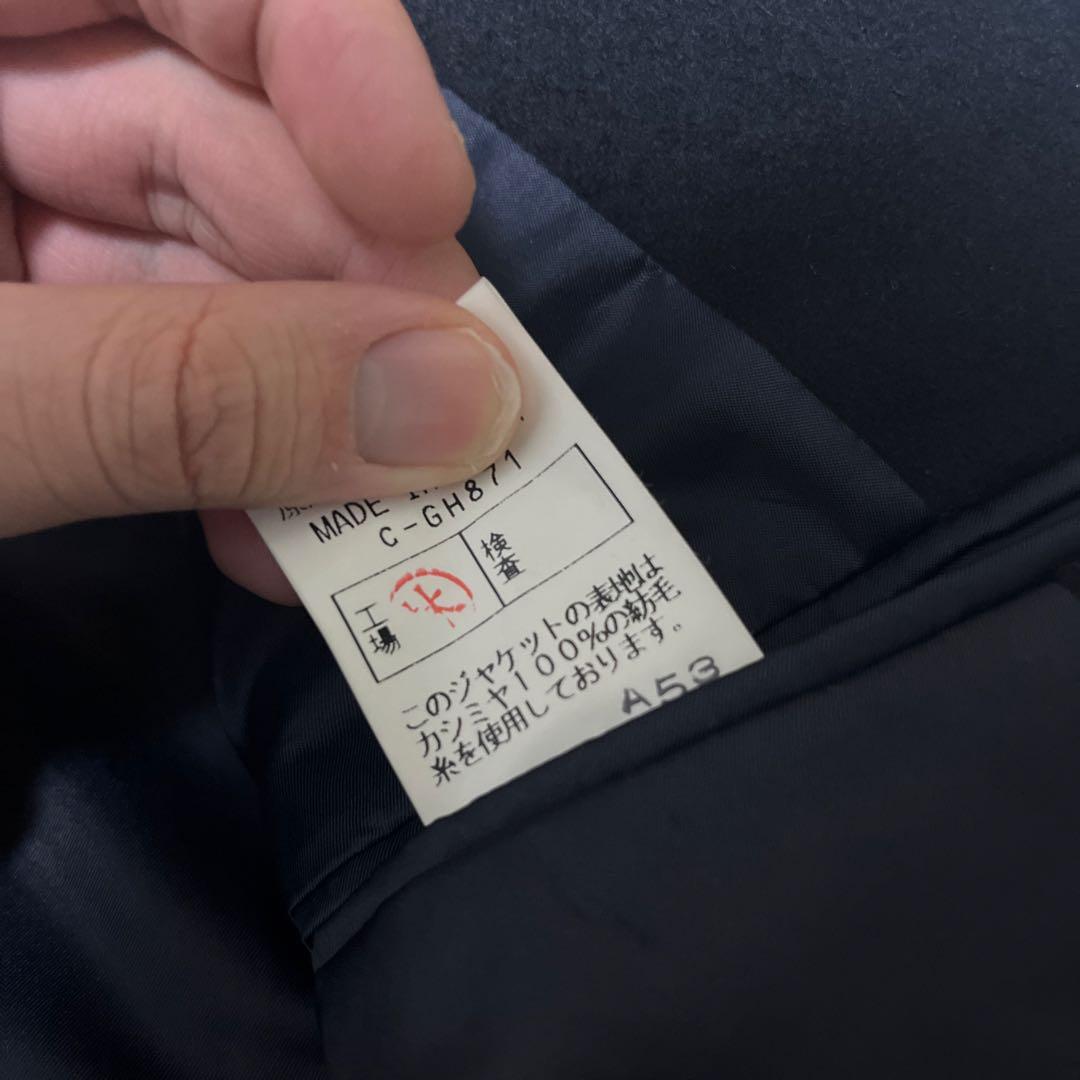 MADE
C-GH871
工場
検査
このジャケットの表地は
カシミヤ100%の紡毛
糸を使用しております。
A53